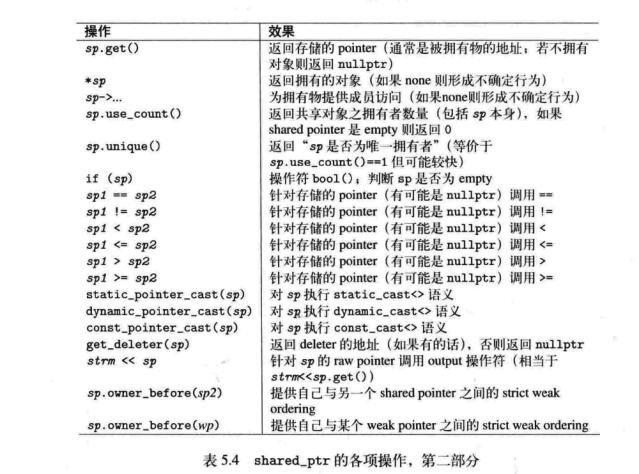 操作 效果
sp.get() 返回存储的 pointer（通常是被拥有物的地址；若不拥有
对象则返回 nullptr）
*sp 返回拥有的对象（如果 none 则形成不确定行为）
sp->... 为拥有物提供成员访问（如果none则形成不确定行为）
sp.use_count() 返回共享对象之拥有者数量（包括 sp 本身），如果
shared pointer 是 empty 则返回 0
sp.unique() 返回“sp 是否为唯一拥有者”（等价于
sp.use_count()==1 但可能较快）
if (sp) 操作符 bool()；判断 sp 是否为 empty
sp1 == sp2 针对存储的 pointer（有可能是 nullptr）调用 ==
sp1 != sp2 针对存储的 pointer（有可能是 nullptr）调用 !=
sp1 < sp2 针对存储的 pointer（有可能是 nullptr）调用 <
sp1 <= sp2 针对存储的 pointer（有可能是 nullptr）调用 <=
sp1 > sp2 针对存储的 pointer（有可能是 nullptr）调用 >
sp1 >= sp2 针对存储的 pointer（有可能是 nullptr）调用 >=
static_pointer_cast(sp) 对 sp 执行 static_cast<> 语义
dynamic_pointer_cast(sp) 对 sp 执行 dynamic_cast<> 语义
const_pointer_cast(sp) 对 sp 执行 const_cast<> 语义
get_deleter(sp) 返回 deleter 的地址（如果有的话），否则返回 nullptr
strm << sp 针对 sp 的 raw pointer 调用 output 操作符（相当于
strm<<sp.get()）
sp.owner_before(sp2) 提供自己与另一个 shared pointer 之间的 strict weak
ordering
sp.owner_before(wp) 提供自己与某个 weak pointer 之间的 strict weak ordering
表 5.4 shared_ptr 的各项操作，第二部分